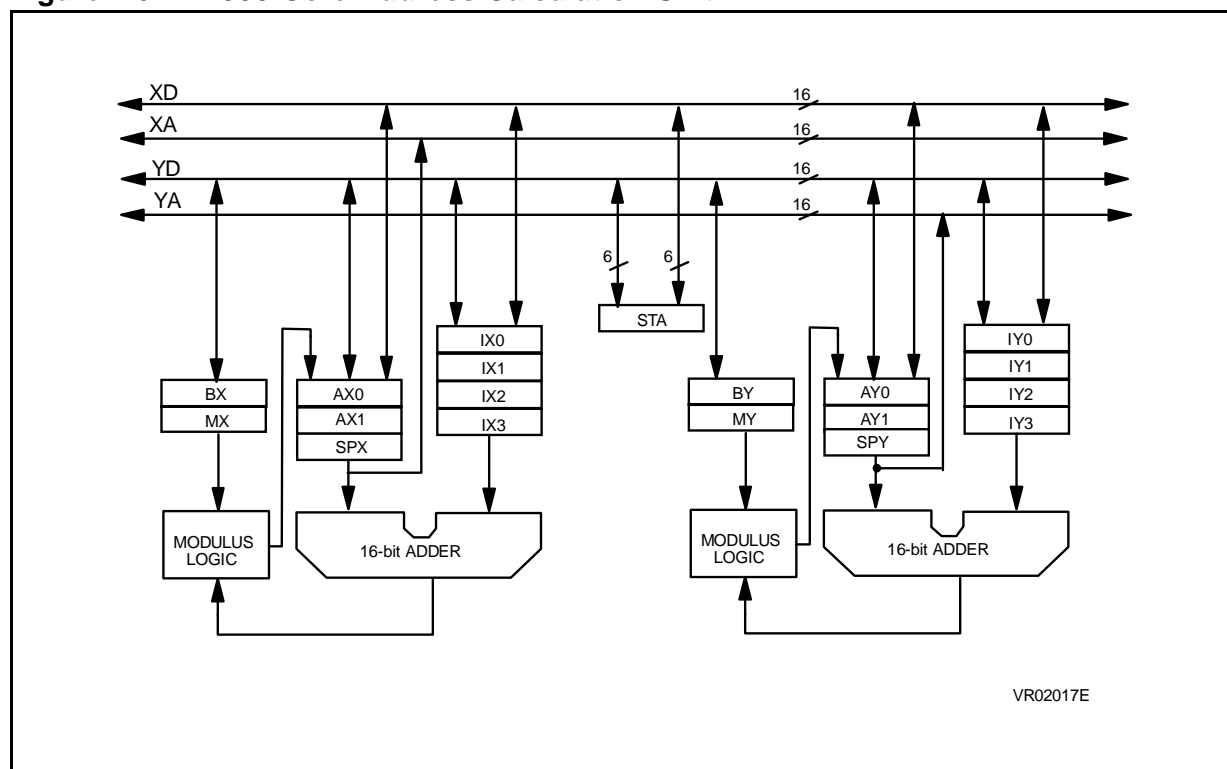 XD
16
XA
16
YD
16
YA
16
6
6
STA
IX0
IX1
IX2
IX3
IY0
IY1
IY2
IY3
BX
MX
AX0
AX1
SPX
BY
MY
AY0
AY1
SPY
MODULUS
LOGIC
16-bit ADDER
MODULUS
LOGIC
16-bit ADDER
VR02017E